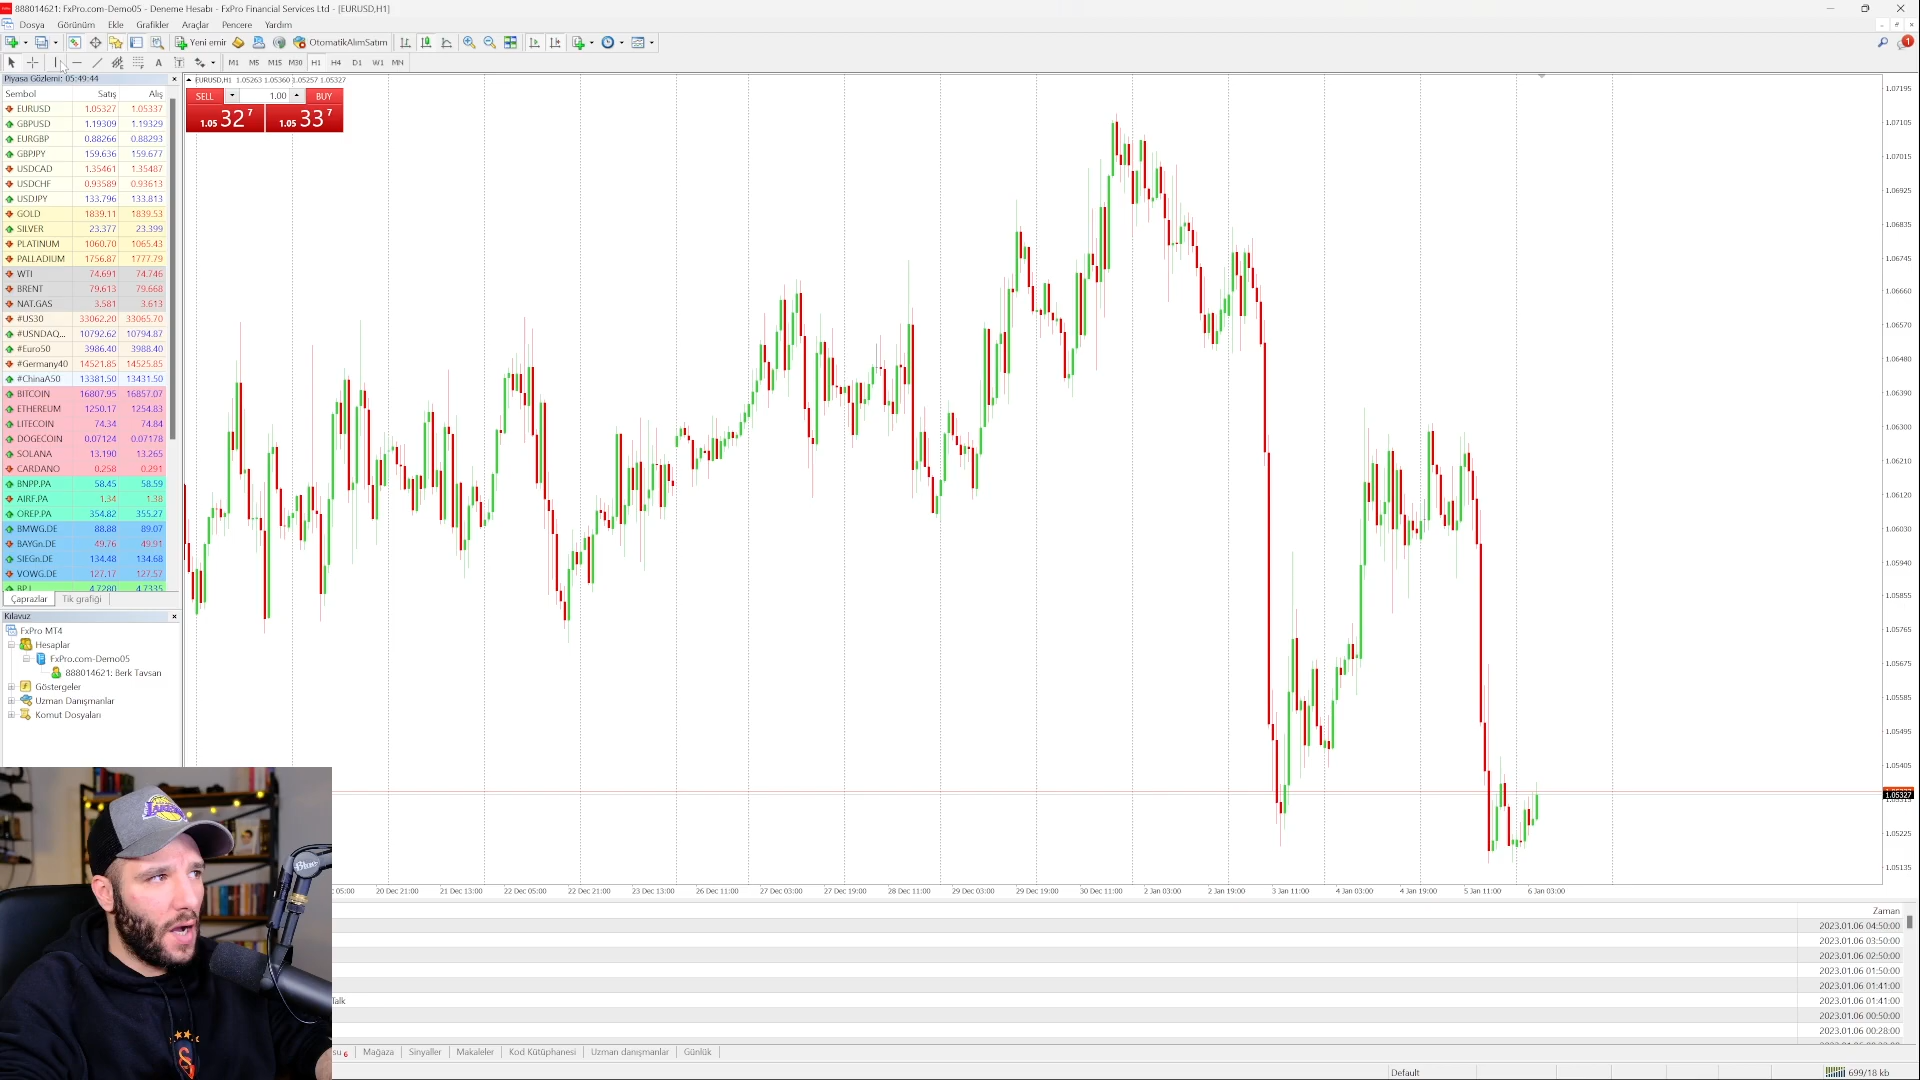 888014621: FxPro.com-Demo05 - Deneme Hesabı - FxPro Financial Services Ltd - [EURUSD,H1]
Dosya Görünüm Ekle Grafikler Araçlar Pencere Yardım
Yeni emir OtomatikAlımSatım
1
A T M1 M5 M15 M30 H1 H4 D1 W1 MN
Piyasa Gözlemi: 05:49:44
Sembol Satış Alış
EURUSD 1.05327 1.05337
GBPUSD 1.19309 1.19329
EURGBP 0.88266 0.88293
GBPJPY 159.636 159.677
USDCAD 1.35461 1.35487
USDCHF 0.93589 0.93613
USDJPY 133.796 133.813
GOLD 1839.11 1839.53
SILVER 23.377 23.399
PLATINUM 1060.70 1065.43
PALLADIUM 1756.87 1777.79
WTI 74.691 74.746
BRENT 79.613 79.668
NAT.GAS 3.581 3.613
#US30 33062.20 33065.70
#USNDAQ... 10792.62 10794.87
#Euro50 3986.40 3988.40
#Germany40 14521.85 14525.85
#ChinaA50 13381.50 13431.50
BITCOIN 16807.95 16857.07
ETHEREUM 1250.17 1254.83
LITECOIN 74.34 74.84
DOGECOIN 0.07124 0.07178
SOLANA 13.190 13.265
CARDANO 0.258 0.291
BNPP.PA 58.45 58.59
AIRF.PA 1.34 1.38
OREP.PA 354.82 355.27
BMWG.DE 88.88 89.07
BAYGn.DE 49.76 49.91
SIEGn.DE 134.48 134.68
VOWG.DE 127.17 127.57
BP.L 4.7280 4.7335
Çaprazlar Tik grafiği
Kılavuz
FxPro MT4
Hesaplar
FxPro.com-Demo05
888014621: Berk Tavsan
Göstergeler
Uzman Danışmanlar
Komut Dosyaları
EURUSD,H1 1.05263 1.05360 1.05257 1.05327
SELL 1.00 BUY
1.05 32 7 1.05 33 7
1.07195
1.07105
1.07015
1.06925
1.06835
1.06745
1.06660
1.06570
1.06480
1.06390
1.06300
1.06210
1.06120
1.06030
1.05940
1.05855
1.05765
1.05675
1.05585
1.05495
1.05405
1.05327
1.05225
1.05135
05:00 20 Dec 21:00 21 Dec 13:00 22 Dec 05:00 22 Dec 21:00 23 Dec 13:00 26 Dec 11:00 27 Dec 03:00 27 Dec 19:00 28 Dec 11:00 29 Dec 03:00 29 Dec 19:00 30 Dec 11:00 2 Jan 03:00 2 Jan 19:00 3 Jan 11:00 4 Jan 03:00 4 Jan 19:00 5 Jan 11:00 6 Jan 03:00
Zaman
2023.01.06 04:50:00
2023.01.06 03:50:00
2023.01.06 02:50:00
2023.01.06 01:50:00
2023.01.06 01:41:00
Talk 2023.01.06 01:41:00
2023.01.06 00:50:00
2023.01.06 00:28:00
su 6 Mağaza Sinyaller Makaleler Kod Kütüphanesi Uzman danışmanlar Günlük
Default 699/18 kb
LAKERS
Blue